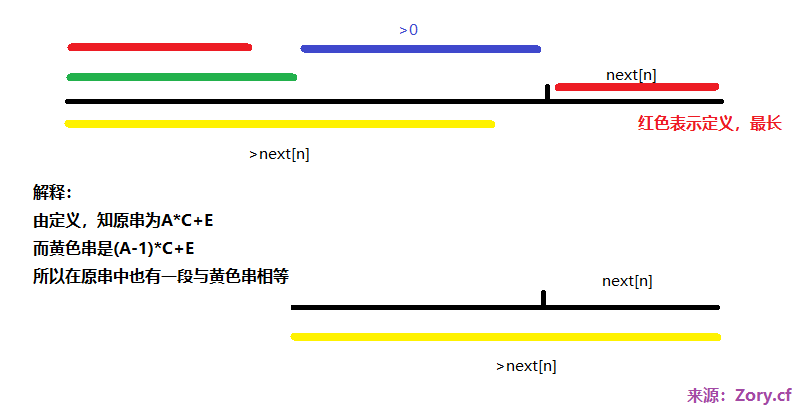 >0
next[n]
红色表示定义，最长
>next[n]
解释：
由定义，知原串为A*C+E
而黄色串是(A-1)*C+E
所以在原串中也有一段与黄色串相等
next[n]
>next[n]
来源：Zory.cf